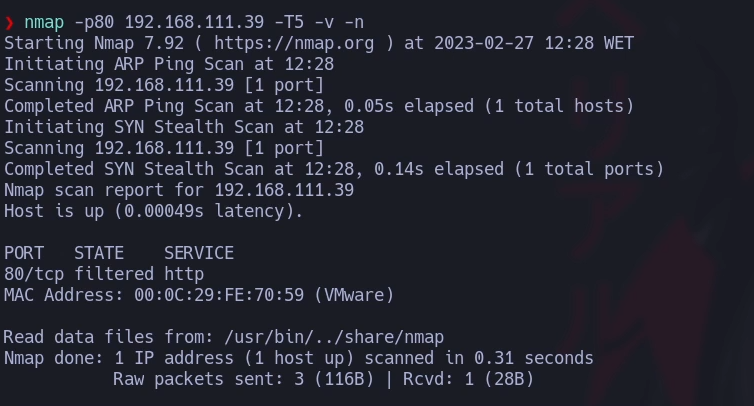 ❯ nmap -p80 192.168.111.39 -T5 -v -n
Starting Nmap 7.92 ( https://nmap.org ) at 2023-02-27 12:28 WET
Initiating ARP Ping Scan at 12:28
Scanning 192.168.111.39 [1 port]
Completed ARP Ping Scan at 12:28, 0.05s elapsed (1 total hosts)
Initiating SYN Stealth Scan at 12:28
Scanning 192.168.111.39 [1 port]
Completed SYN Stealth Scan at 12:28, 0.14s elapsed (1 total ports)
Nmap scan report for 192.168.111.39
Host is up (0.00049s latency).

PORT   STATE    SERVICE
80/tcp filtered http
MAC Address: 00:0C:29:FE:70:59 (VMware)

Read data files from: /usr/bin/../share/nmap
Nmap done: 1 IP address (1 host up) scanned in 0.31 seconds
           Raw packets sent: 3 (116B) | Rcvd: 1 (28B)